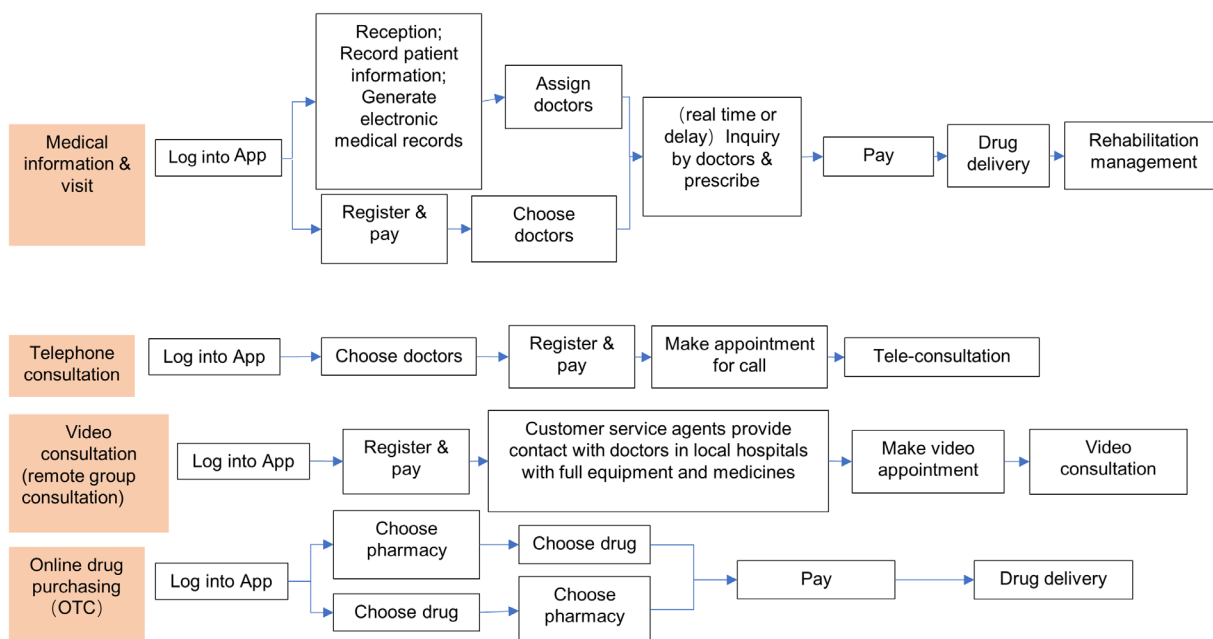 Medical
information &
visit
Log into App
Reception;
Record patient
information;
Generate
electronic
medical records
Assign
doctors
Register &
pay
Choose
doctors
（real time or
delay）Inquiry
by doctors &
prescribe
Pay
Drug
delivery
Rehabilitation
management
Telephone
consultation
Log into App
Choose doctors
Register &
pay
Make appointment
for call
Tele-consultation
Video
consultation
(remote group
consultation)
Log into App
Register &
pay
Customer service agents provide
contact with doctors in local hospitals
with full equipment and medicines
Make video
appointment
Video
consultation
Online drug
purchasing
（OTC）
Log into App
Choose
pharmacy
Choose drug
Choose drug
Choose
pharmacy
Pay
Drug delivery